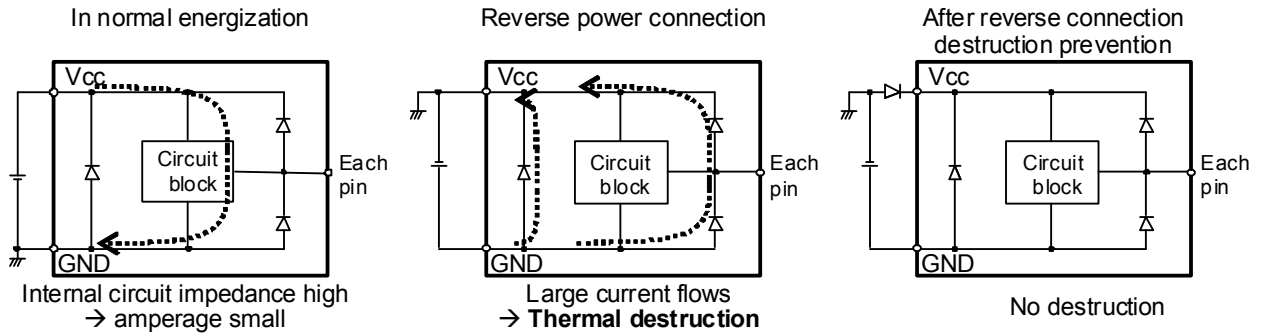 In normal energization
Vcc
Circuit
block
Each
pin
GND
Internal circuit impedance high
→ amperage small
Reverse power connection
Vcc
Circuit
block
Each
pin
GND
Large current flows
→ Thermal destruction
After reverse connection
destruction prevention
Vcc
Circuit
block
Each
pin
GND
No destruction